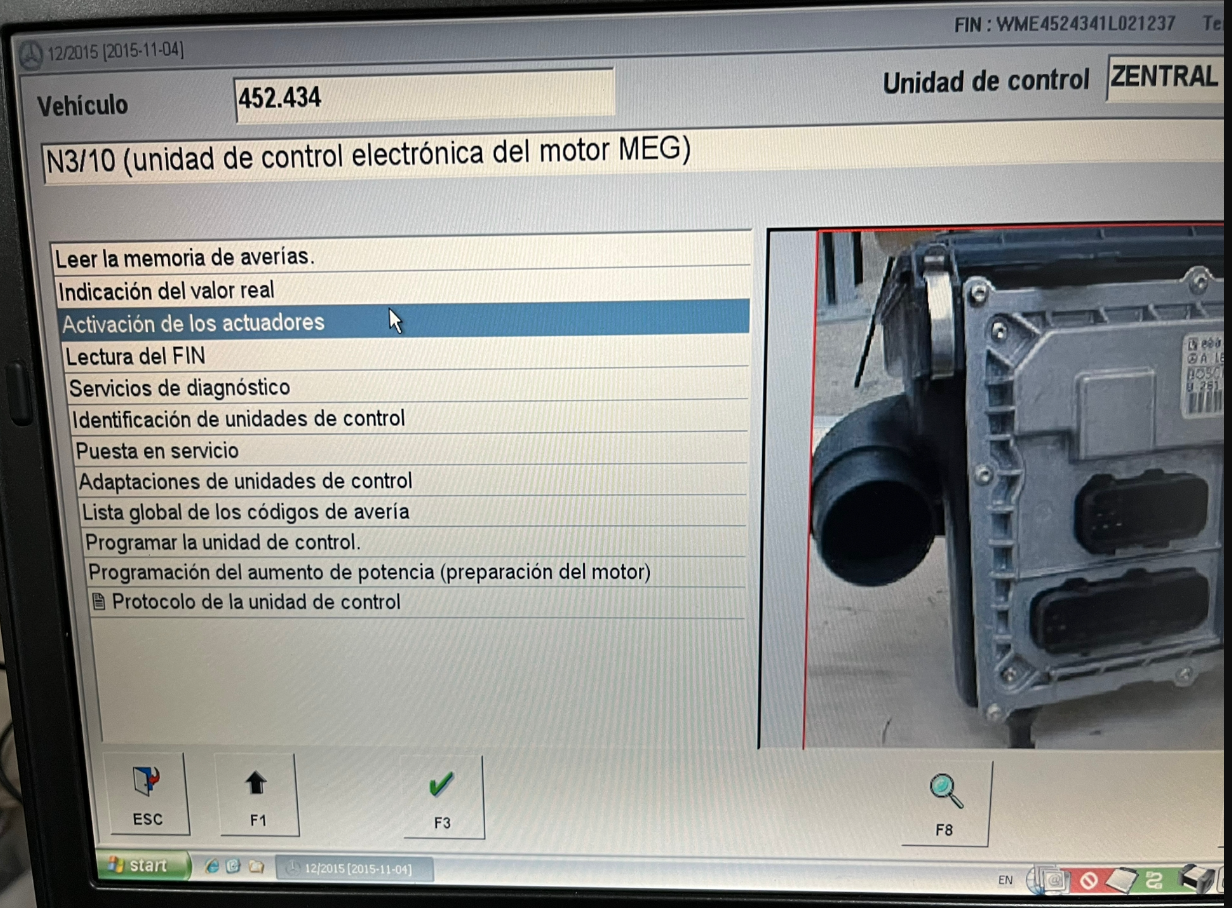 FIN : WME4524341L021237
12/2015 [2015-11-04]
Vehículo 452.434 Unidad de control ZENTRAL
N3/10 (unidad de control electrónica del motor MEG)
Leer la memoria de averías.
Indicación del valor real
Activación de los actuadores
Lectura del FIN
Servicios de diagnóstico
Identificación de unidades de control
Puesta en servicio
Adaptaciones de unidades de control
Lista global de los códigos de avería
Programar la unidad de control.
Programación del aumento de potencia (preparación del motor)
Protocolo de la unidad de control
ESC F1 F3 F8
start 12/2015 [2015-11-04] EN